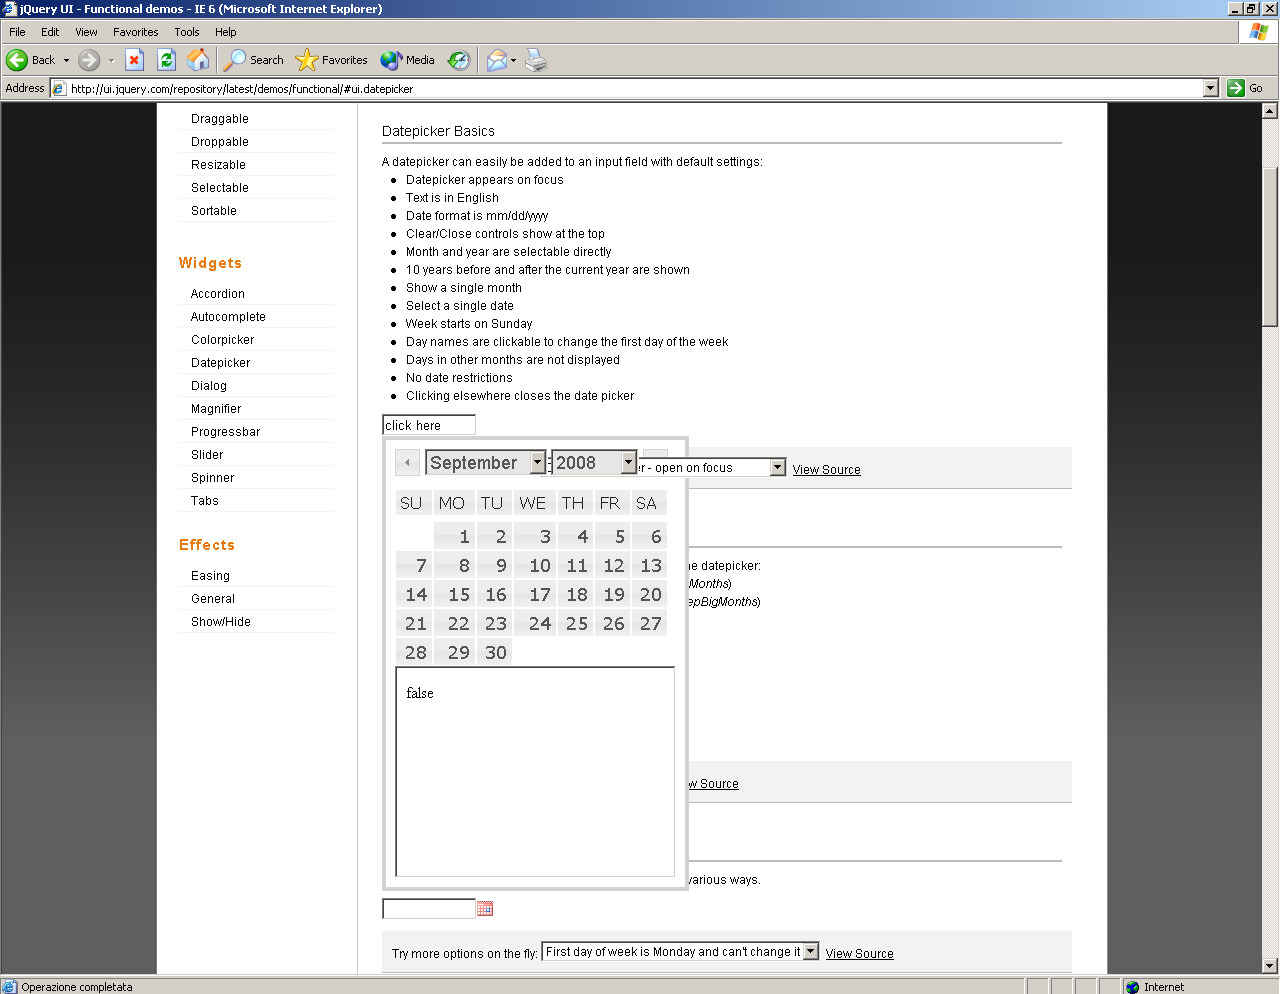 jQuery UI - Functional demos - IE 6 (Microsoft Internet Explorer)
File Edit View Favorites Tools Help
Back Search Favorites Media
Address http://ui.jquery.com/repository/latest/demos/functional/#ui.datepicker Go
Draggable
Droppable
Resizable
Selectable
Sortable
Widgets
Accordion
Autocomplete
Colorpicker
Datepicker
Dialog
Magnifier
Progressbar
Slider
Spinner
Tabs
Effects
Easing
General
Show/Hide
Datepicker Basics
A datepicker can easily be added to an input field with default settings:
Datepicker appears on focus
Text is in English
Date format is mm/dd/yyyy
Clear/Close controls show at the top
Month and year are selectable directly
10 years before and after the current year are shown
Show a single month
Select a single date
Week starts on Sunday
Day names are clickable to change the first day of the week
Days in other months are not displayed
No date restrictions
Clicking elsewhere closes the date picker
click here
September 2008
er - open on focus View Source
SU MO TU WE TH FR SA
1 2 3 4 5 6
7 8 9 10 11 12 13
14 15 16 17 18 19 20
21 22 23 24 25 26 27
28 29 30
false
ne datepicker:
Months)
epBigMonths)
w Source
various ways.
Try more options on the fly: First day of week is Monday and can't change it View Source
Operazione completata Internet